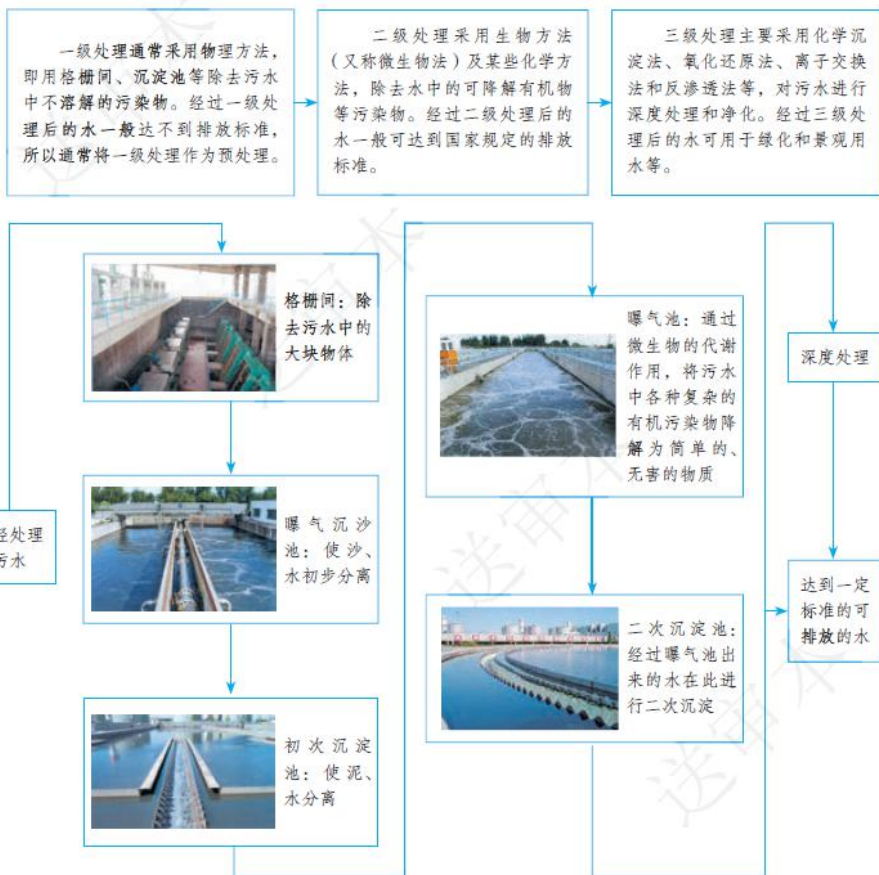 一级处理通常采用物理方法，
即用格栅间、沉淀池等除去污水
中不溶解的污染物。经过一级处
理后的水一般达不到排放标准，
所以通常将一级处理作为预处理。
二级处理采用生物方法
（又称微生物法）及某些化学方
法，除去水中的可降解有机物
等污染物。经过二级处理后的
水一般可达到国家规定的排放
标准。
三级处理主要采用化学沉
淀法、氧化还原法、离子交换
法和反渗透法等，对污水进行
深度处理和净化。经过三级处
理后的水可用于绿化和景观用
水等。
经处理
污水
格栅间：除
去污水中的
大块物体
曝气沉沙
池：使沙、
水初步分离
初次沉淀
池：使泥、
水分离
曝气池：通过
微生物的代谢
作用，将污水
中各种复杂的
有机污染物降
解为简单的、
无害的物质
二次沉淀池：
经过曝气池出
来的水在此进
行二次沉淀
深度处理
达到一定
标准的可
排放的水
送审本
送审本
送审本
送审本